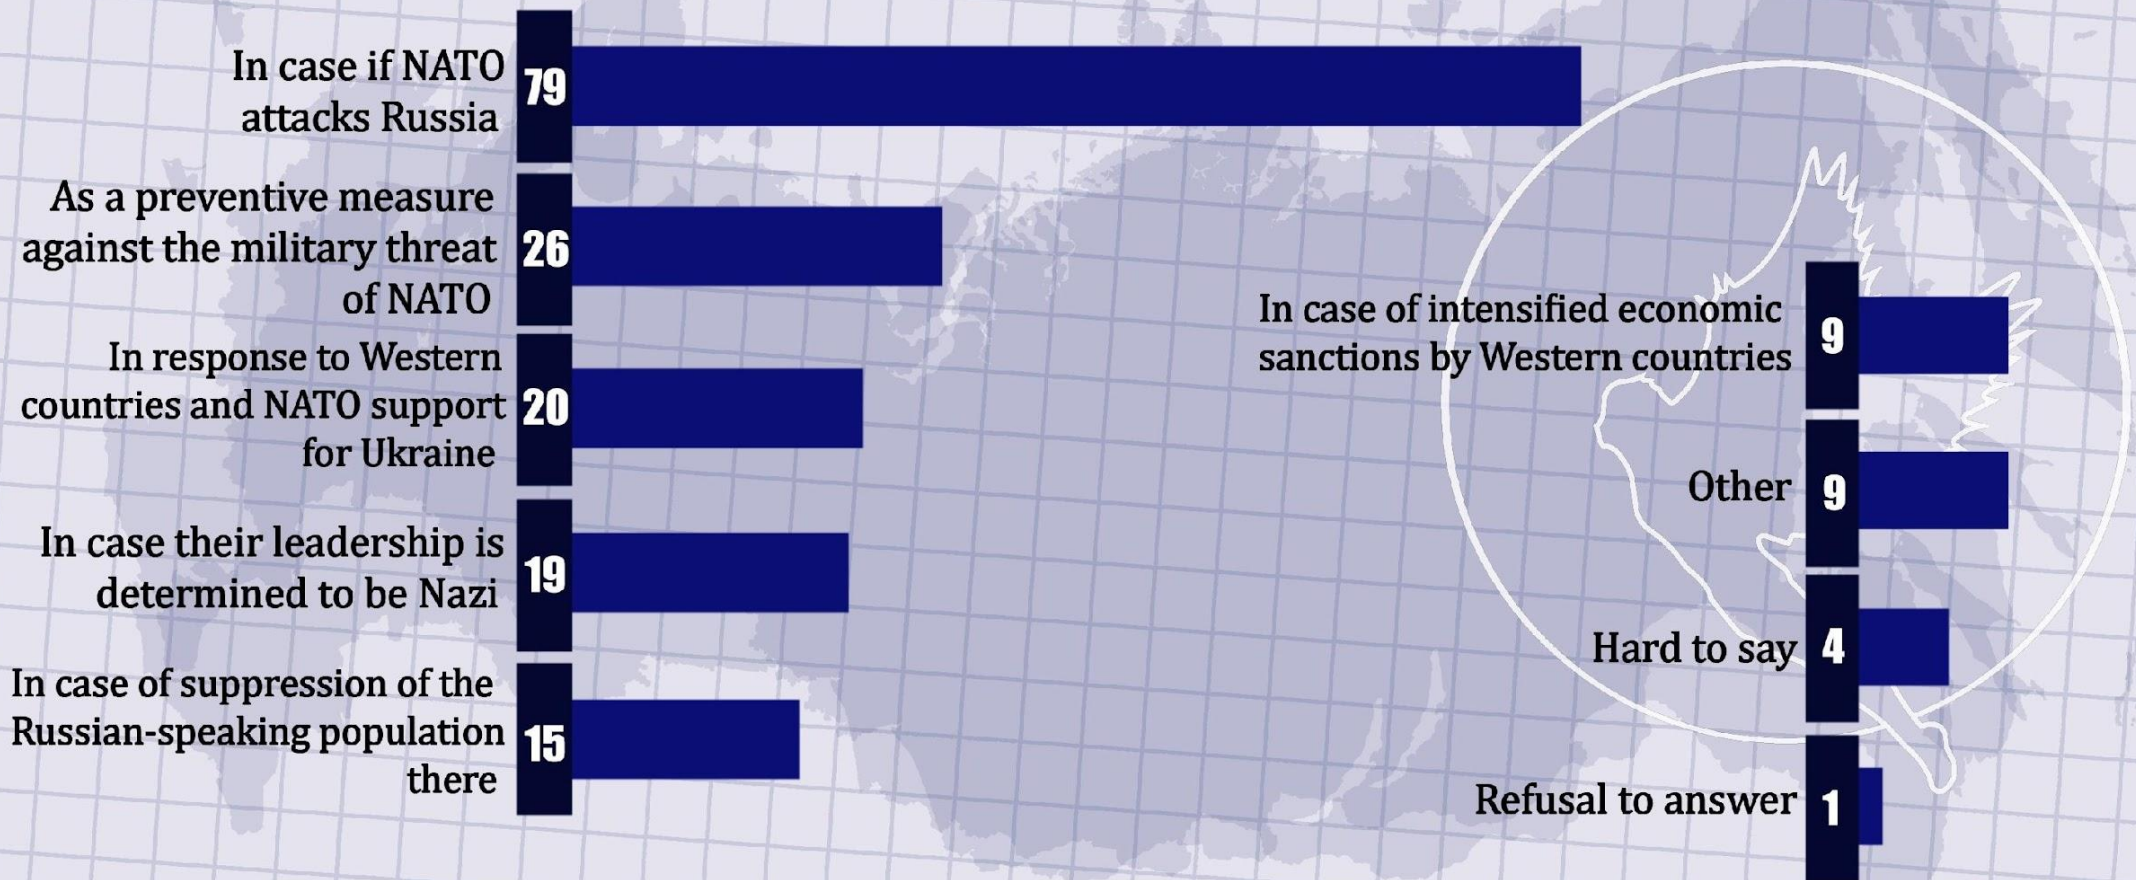 In case if NATO
attacks Russia
79
As a preventive measure
against the military threat
of NATO
26
In response to Western
countries and NATO support
for Ukraine
20
In case their leadership is
determined to be Nazi
19
In case of suppression of the
Russian-speaking population
there
15
In case of intensified economic
sanctions by Western countries
9
Other
9
Hard to say
4
Refusal to answer
1